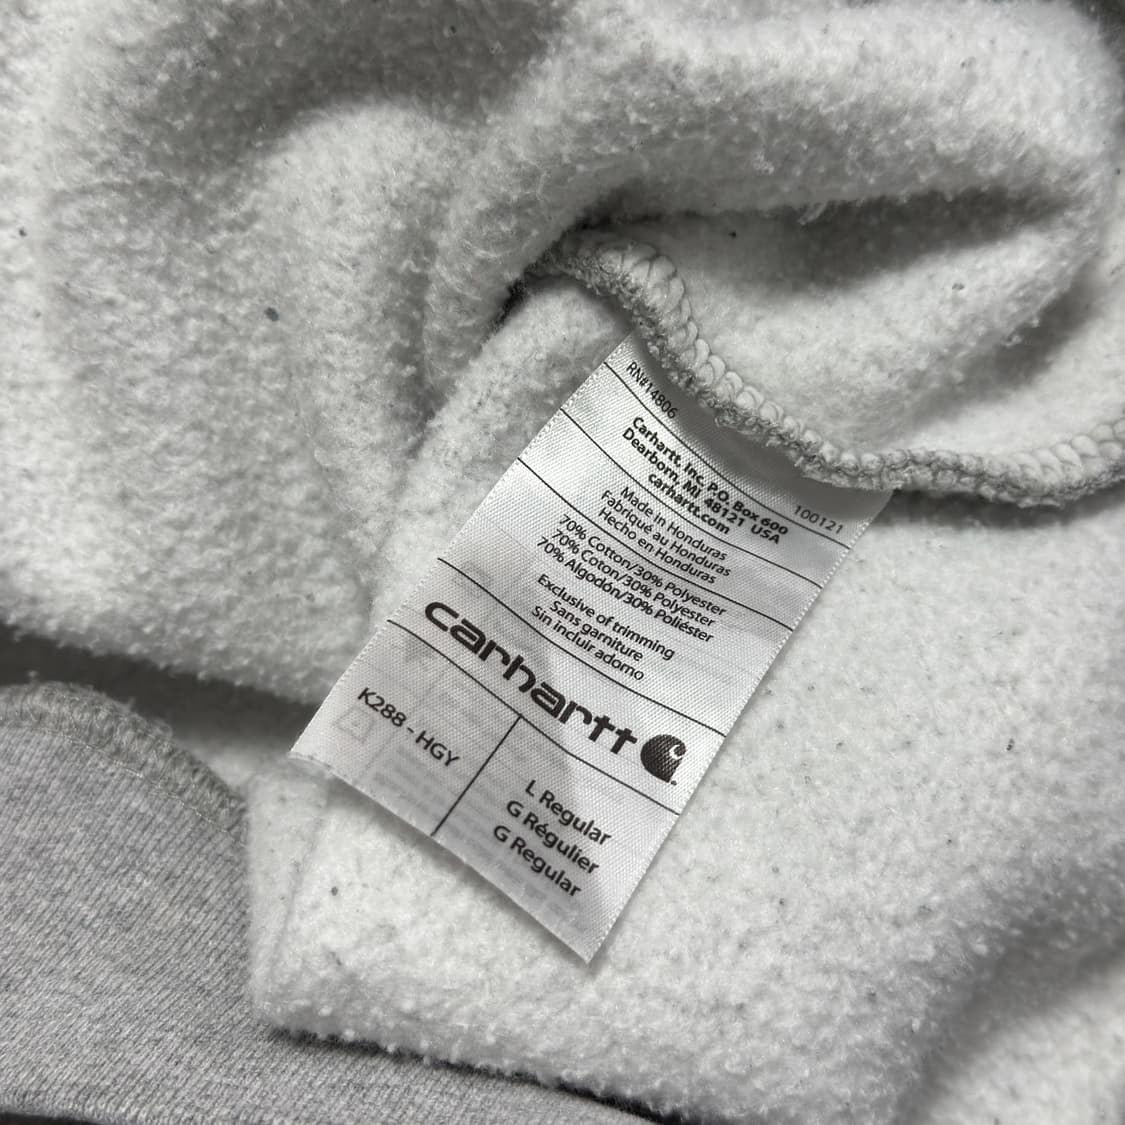 RN#14806
100121
Carhartt, Inc. P.O. Box 600
Dearborn, MI 48121 USA
carhartt.com
Made in Honduras
Fabriqué au Honduras
Hecho en Honduras
70% Cotton/30% Polyester
70% Coton/30% Polyester
70% Algodón/30% Poliéster
Exclusive of trimming
Sans garniture
Sin incluir adorno
carhartt
K288 - HGY
L Regular
G Régulier
G Regular